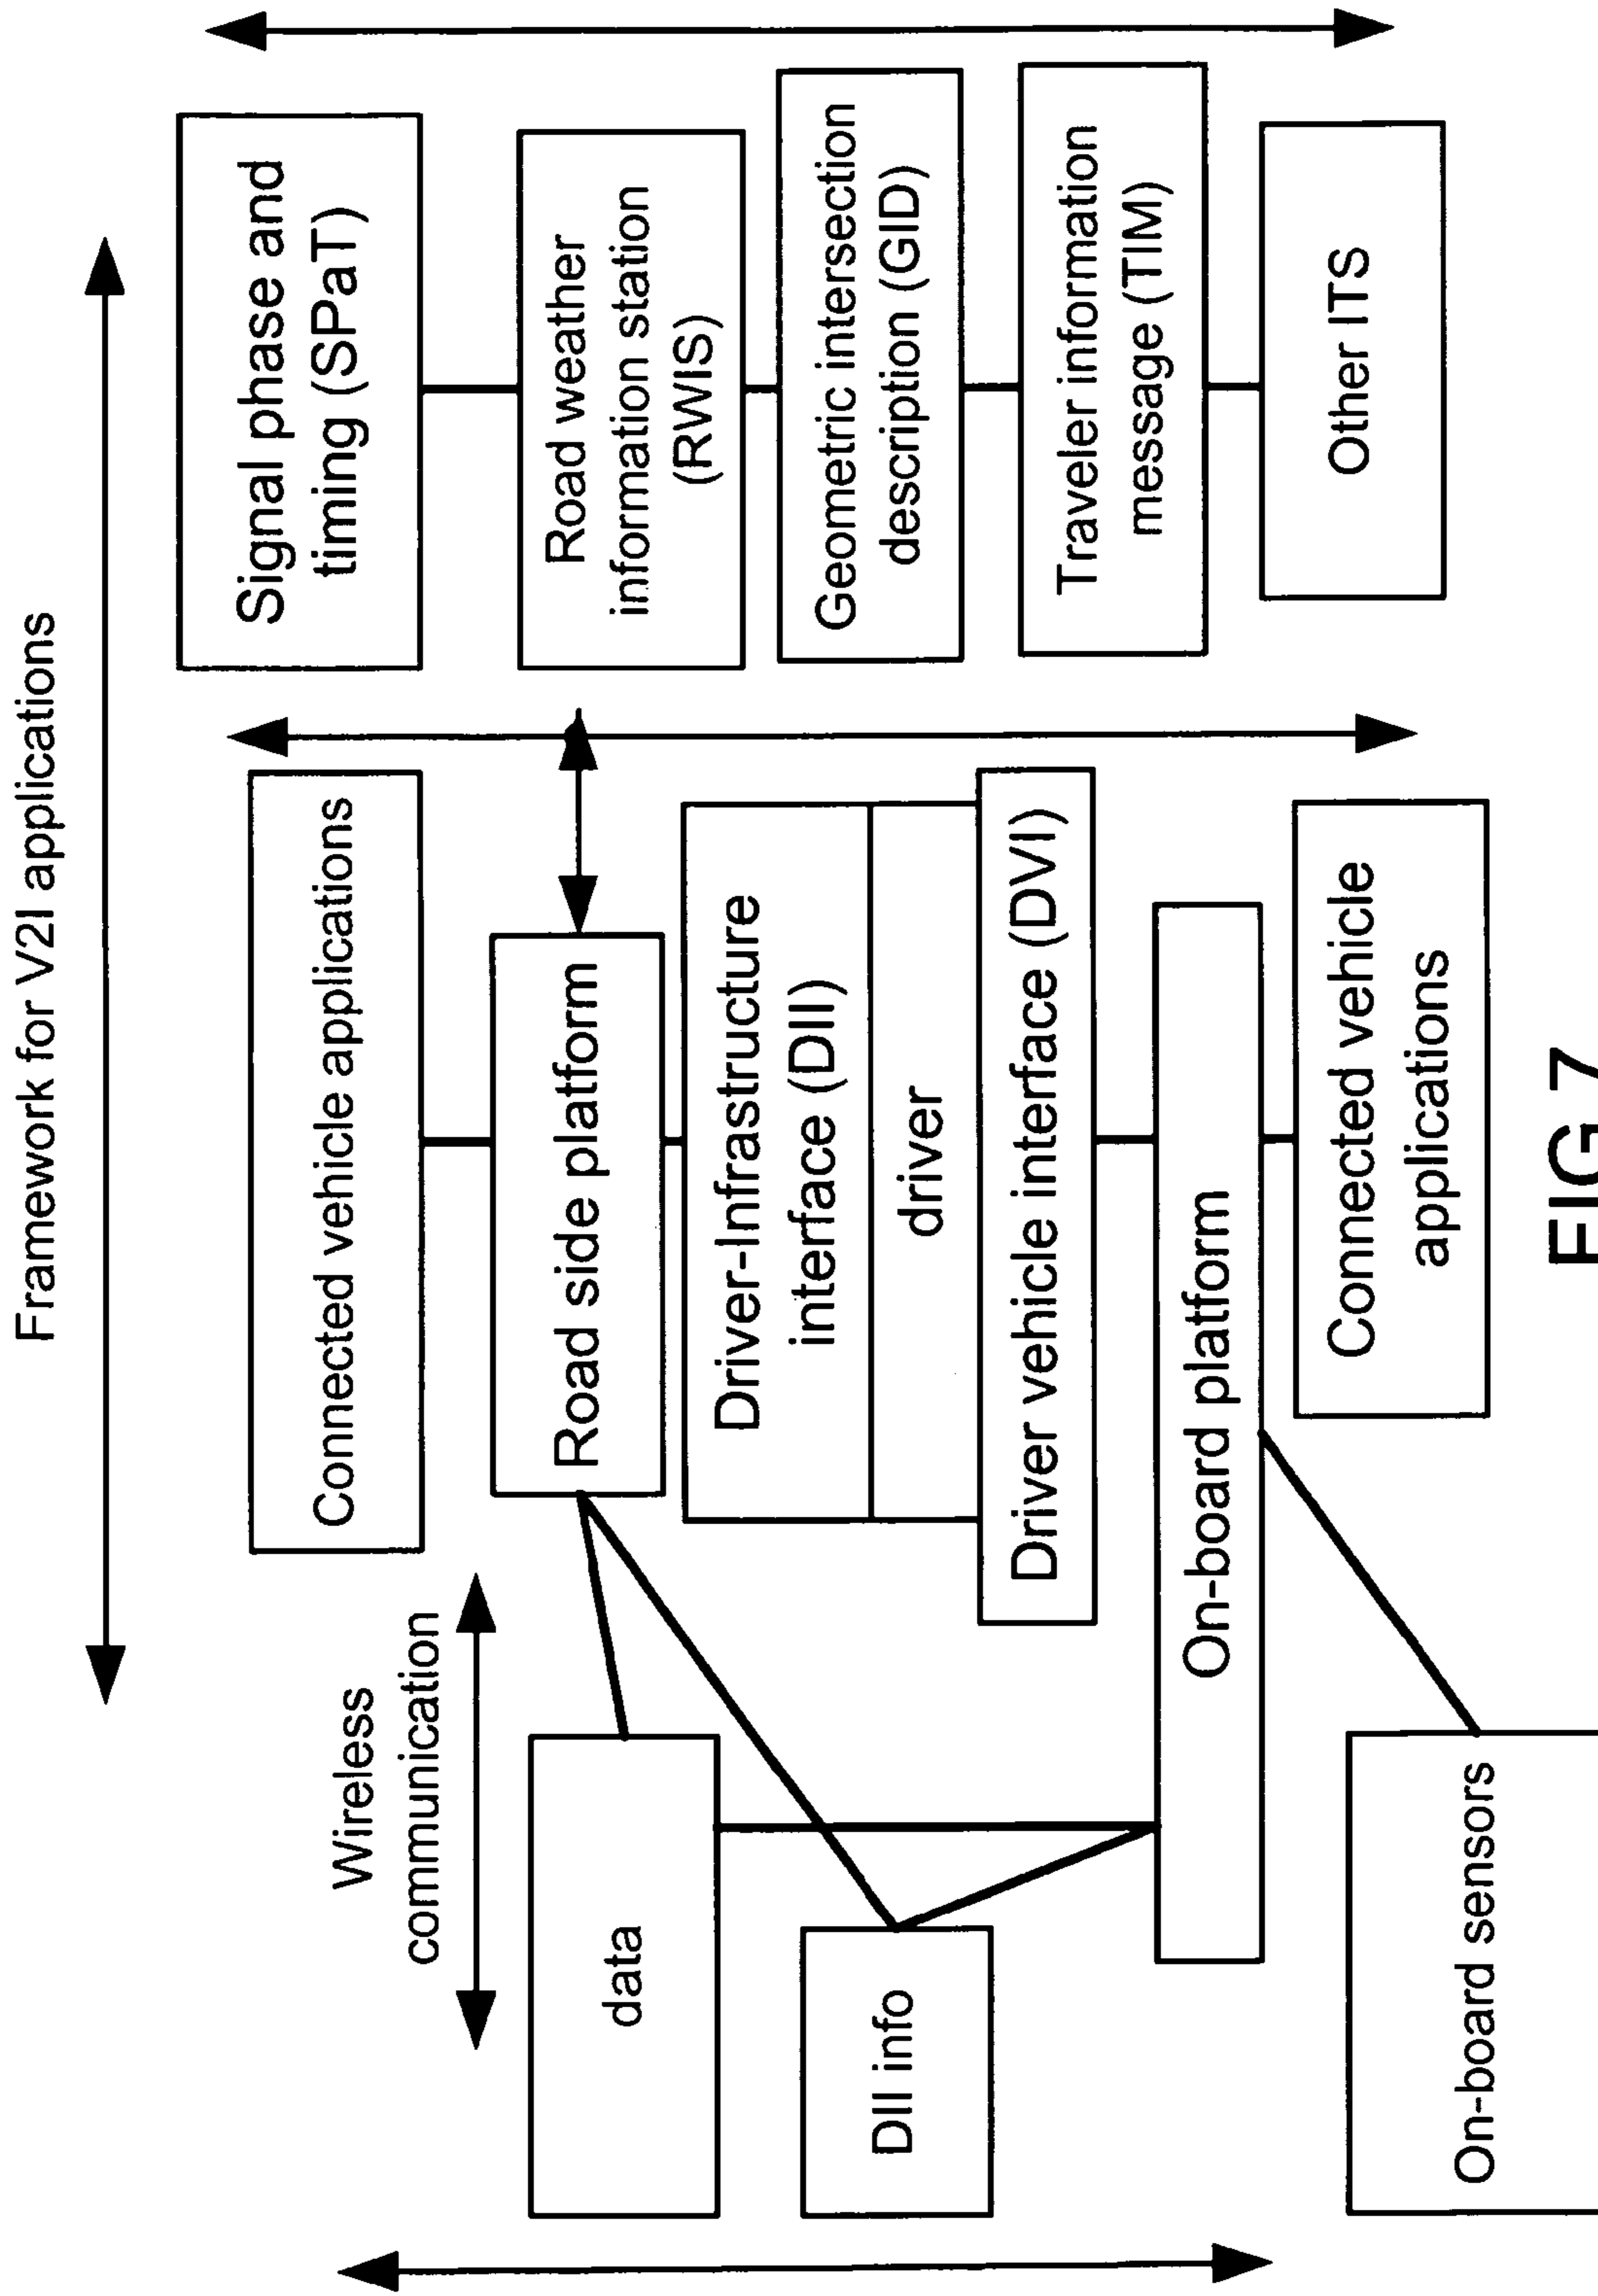 Framework for V2I applications
Wireless
communication
data
DII info
On-board sensors
Connected vehicle applications
Road side platform
Driver-Infrastructure
interface (DII)
driver
Driver vehicle interface (DVI)
On-board platform
Connected vehicle
applications
Signal phase and
timing (SPaT)
Road weather
information station
(RWIS)
Geometric intersection
description (GID)
Traveler information
message (TIM)
Other ITS
FIG 7